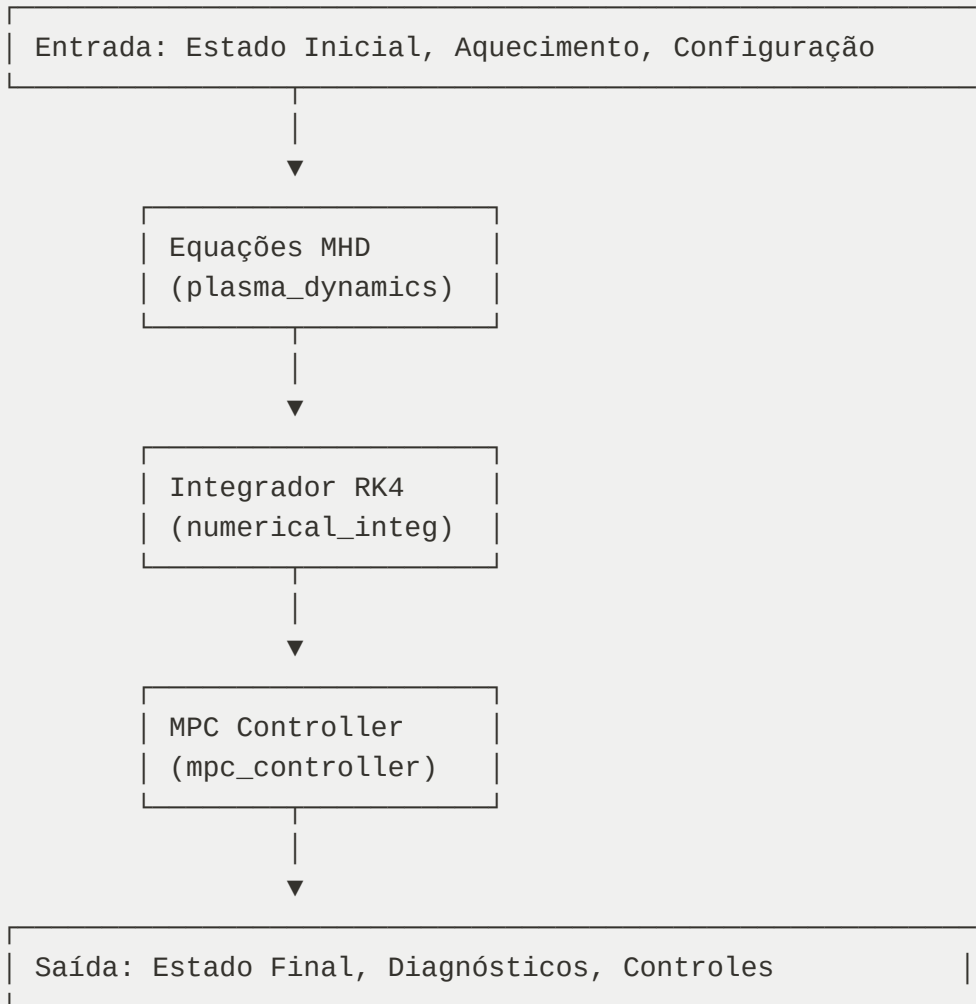 Entrada: Estado Inicial, Aquecimento, Configuração
Equações MHD
(plasma_dynamics)
Integrador RK4
(numerical_integ)
MPC Controller
(mpc_controller)
Saída: Estado Final, Diagnósticos, Controles